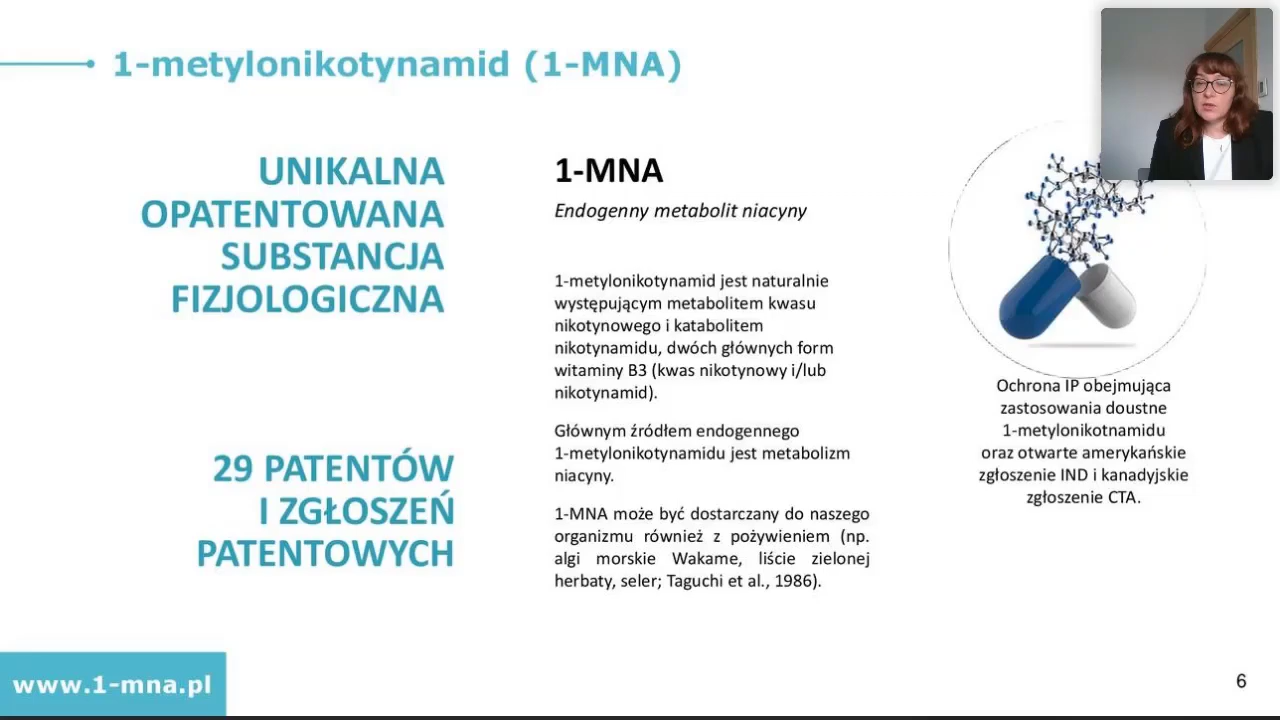 1-metylonikotynamid (1-MNA)
UNIKALNA
OPATENTOWANA
SUBSTANCJA
FIZJOLOGICZNA
29 PATENTÓW
I ZGŁOSZEŃ
PATENTOWYCH
1-MNA
Endogenny metabolit niacyny
1-metylonikotynamid jest naturalnie
występującym metabolitem kwasu
nikotynowego i katabolitem
nikotynamidu, dwóch głównych form
witaminy B3 (kwas nikotynowy i/lub
nikotynamid).
Głównym źródłem endogennego
1-metylonikotynamidu jest metabolizm
niacyny.
1-MNA może być dostarczany do naszego
organizmu również z pożywieniem (np.
algi morskie Wakame, liście zielonej
herbaty, seler; Taguchi et al., 1986).
Ochrona IP obejmująca
zastosowania doustne
1-metylonikotnamidu
oraz otwarte amerykańskie
zgłoszenie IND i kanadyjskie
zgłoszenie CTA.
www.1-mna.pl
6